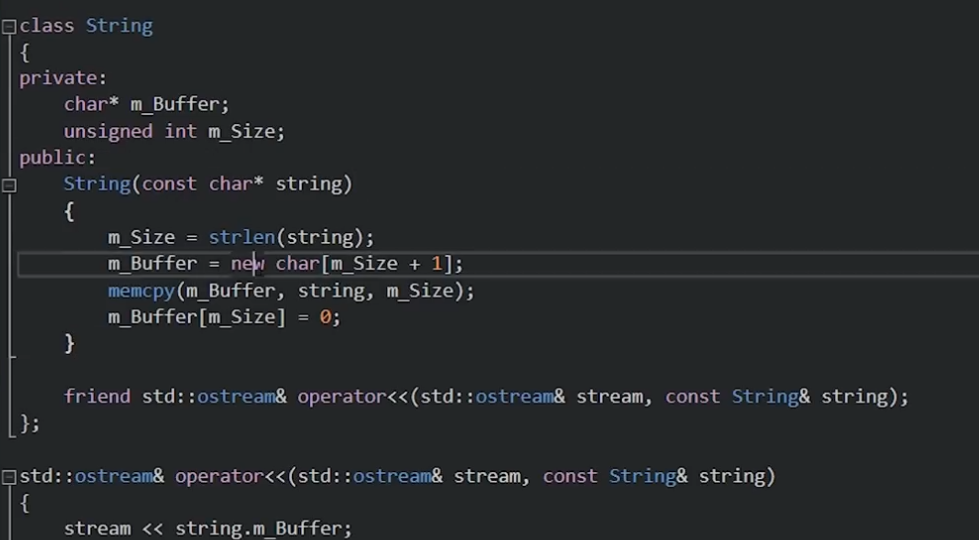 class String
{
private:
    char* m_Buffer;
    unsigned int m_Size;
public:
    String(const char* string)
    {
        m_Size = strlen(string);
        m_Buffer = new char[m_Size + 1];
        memcpy(m_Buffer, string, m_Size);
        m_Buffer[m_Size] = 0;
    }

    friend std::ostream& operator<<(std::ostream& stream, const String& string);
};

std::ostream& operator<<(std::ostream& stream, const String& string)
{
    stream << string.m_Buffer;